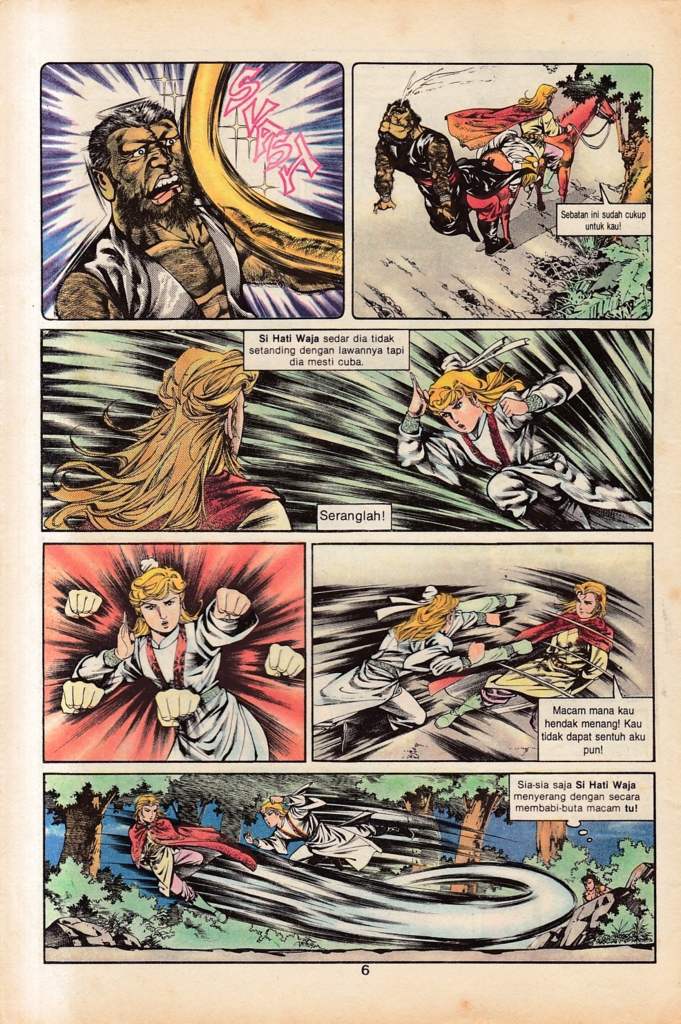 Sebatan ini sudah cukup
untuk kau!
Si Hati Waja sedar dia tidak
setanding dengan lawannya tapi
dia mesti cuba.
Seranglah!
Macam mana kau
hendak menang! Kau
tidak dapat sentuh aku
pun!
Sia-sia saja Si Hati Waja
menyerang dengan secara
membabi-buta macam tu!
6